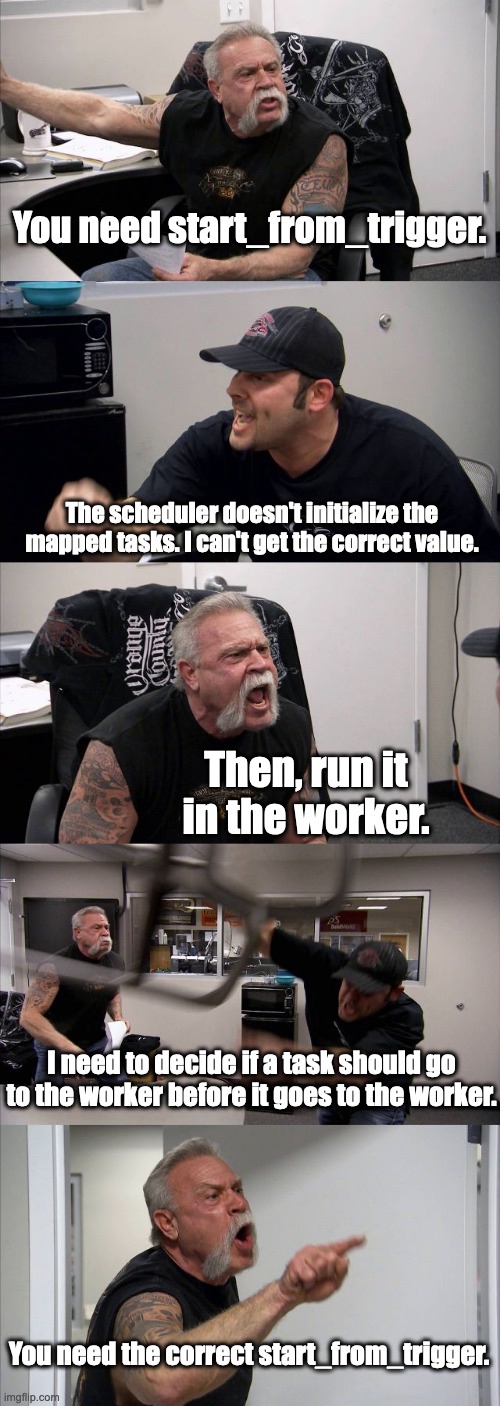 You need start_from_trigger.
The scheduler doesn't initialize the
mapped tasks. I can't get the correct value.
Orange
County
Then, run it
in the worker.
I need to decide if a task should go
to the worker before it goes to the worker.
You need the correct start_from_trigger.
imgflip.com